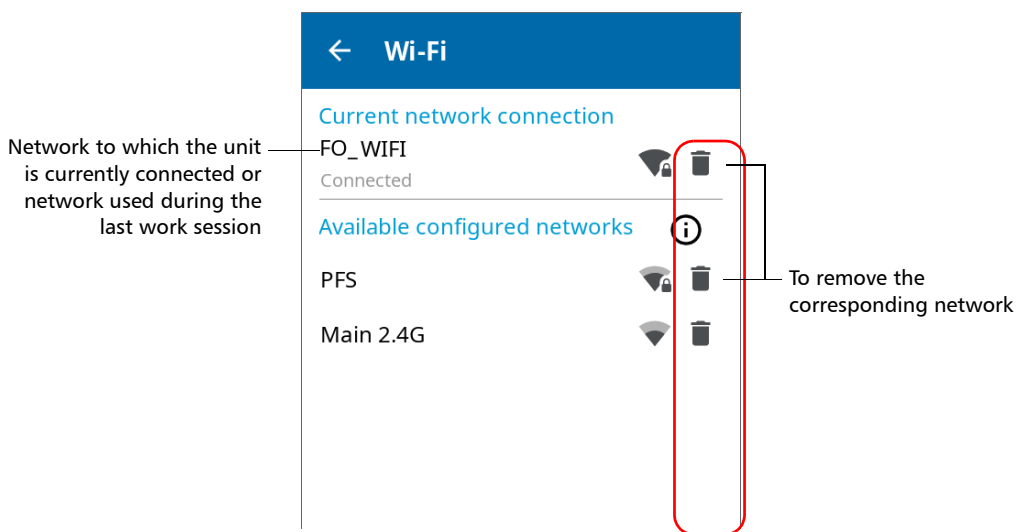 Wi-Fi
Current network connection
Network to which the unit
is currently connected or
network used during the
last work session
FO_WIFI
Connected
Available configured networks
PFS
To remove the
corresponding network
Main 2.4G